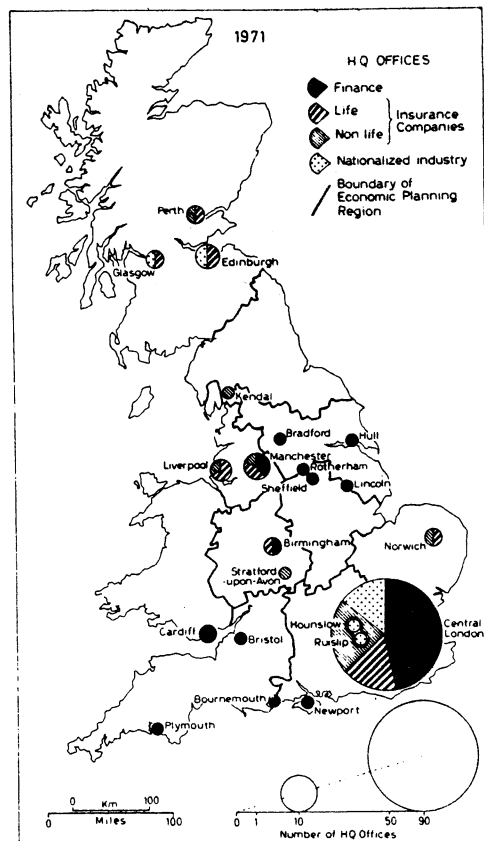 1971
HQ OFFICES
Finance
Life
Non life
Insurance
Companies
Nationalized industry
Boundary of
Economic Planning
Region
Perth
Glasgow
Edinburgh
Kendal
Bradford
Hull
Manchester
Liverpool
Rotherham
Sheffield
Lincoln
Birmingham
Norwich
Stratford
-upon-Avon
Hounslow
Central
London
Ruislip
Cardiff
Bristol
Bournemouth
Newport
Plymouth
0 Km 100
Miles 100
0 1 10 50 90
Number of HQ Offices